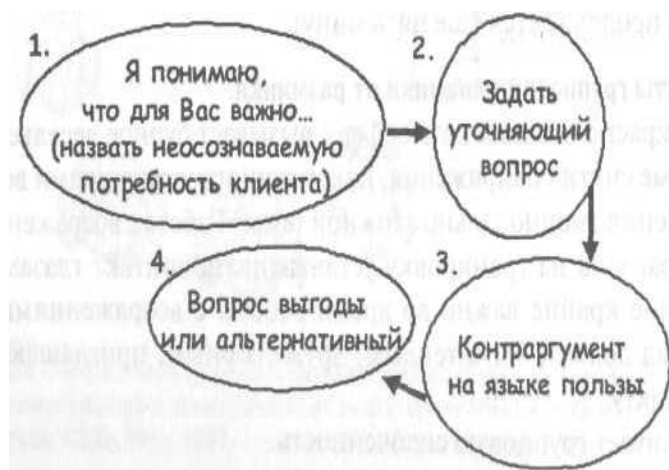 1.
Я понимаю,
что для Вас важно...
(назвать неосознаваемую
потребность клиента)
2.
Задать
уточняющий
вопрос
3.
Контраргумент
на языке пользы
4.
Вопрос выгоды
или альтернативный